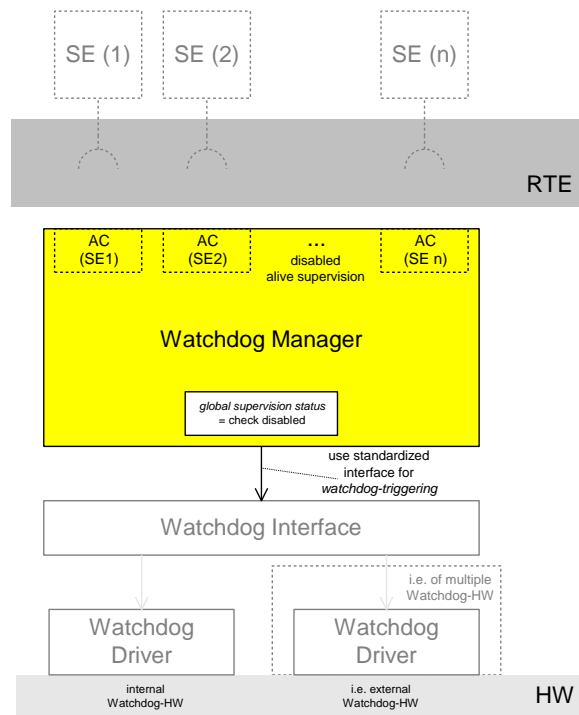 SE (1)
SE (2)
SE (n)
RTE
AC
(SE1)
AC
(SE2)
...
disabled
alive supervision
AC
(SE n)
Watchdog Manager
global supervision status
= check disabled
use standardized
interface for
watchdog-triggering
Watchdog Interface
i.e. of multiple
Watchdog-HW
Watchdog
Driver
Watchdog
Driver
internal
Watchdog-HW
i.e. external
Watchdog-HW
HW